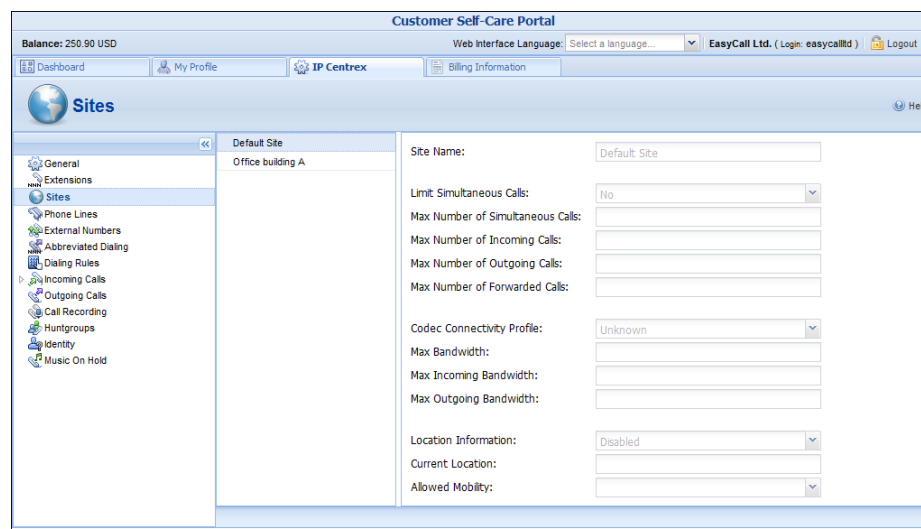 Customer Self-Care Portal
Balance: 250.90 USD
Web Interface Language: Select a language... EasyCall Ltd. ( Login: easycallltd ) Logout
Dashboard My Profile IP Centrex Billing Information
Sites
He
General
Extensions
Sites
Phone Lines
External Numbers
Abbreviated Dialing
Dialing Rules
Incoming Calls
Outgoing Calls
Call Recording
Huntgroups
Identity
Music On Hold
Default Site
Office building A
Site Name: Default Site
Limit Simultaneous Calls: No
Max Number of Simultaneous Calls:
Max Number of Incoming Calls:
Max Number of Outgoing Calls:
Max Number of Forwarded Calls:
Codec Connectivity Profile: Unknown
Max Bandwidth:
Max Incoming Bandwidth:
Max Outgoing Bandwidth:
Location Information: Disabled
Current Location:
Allowed Mobility: